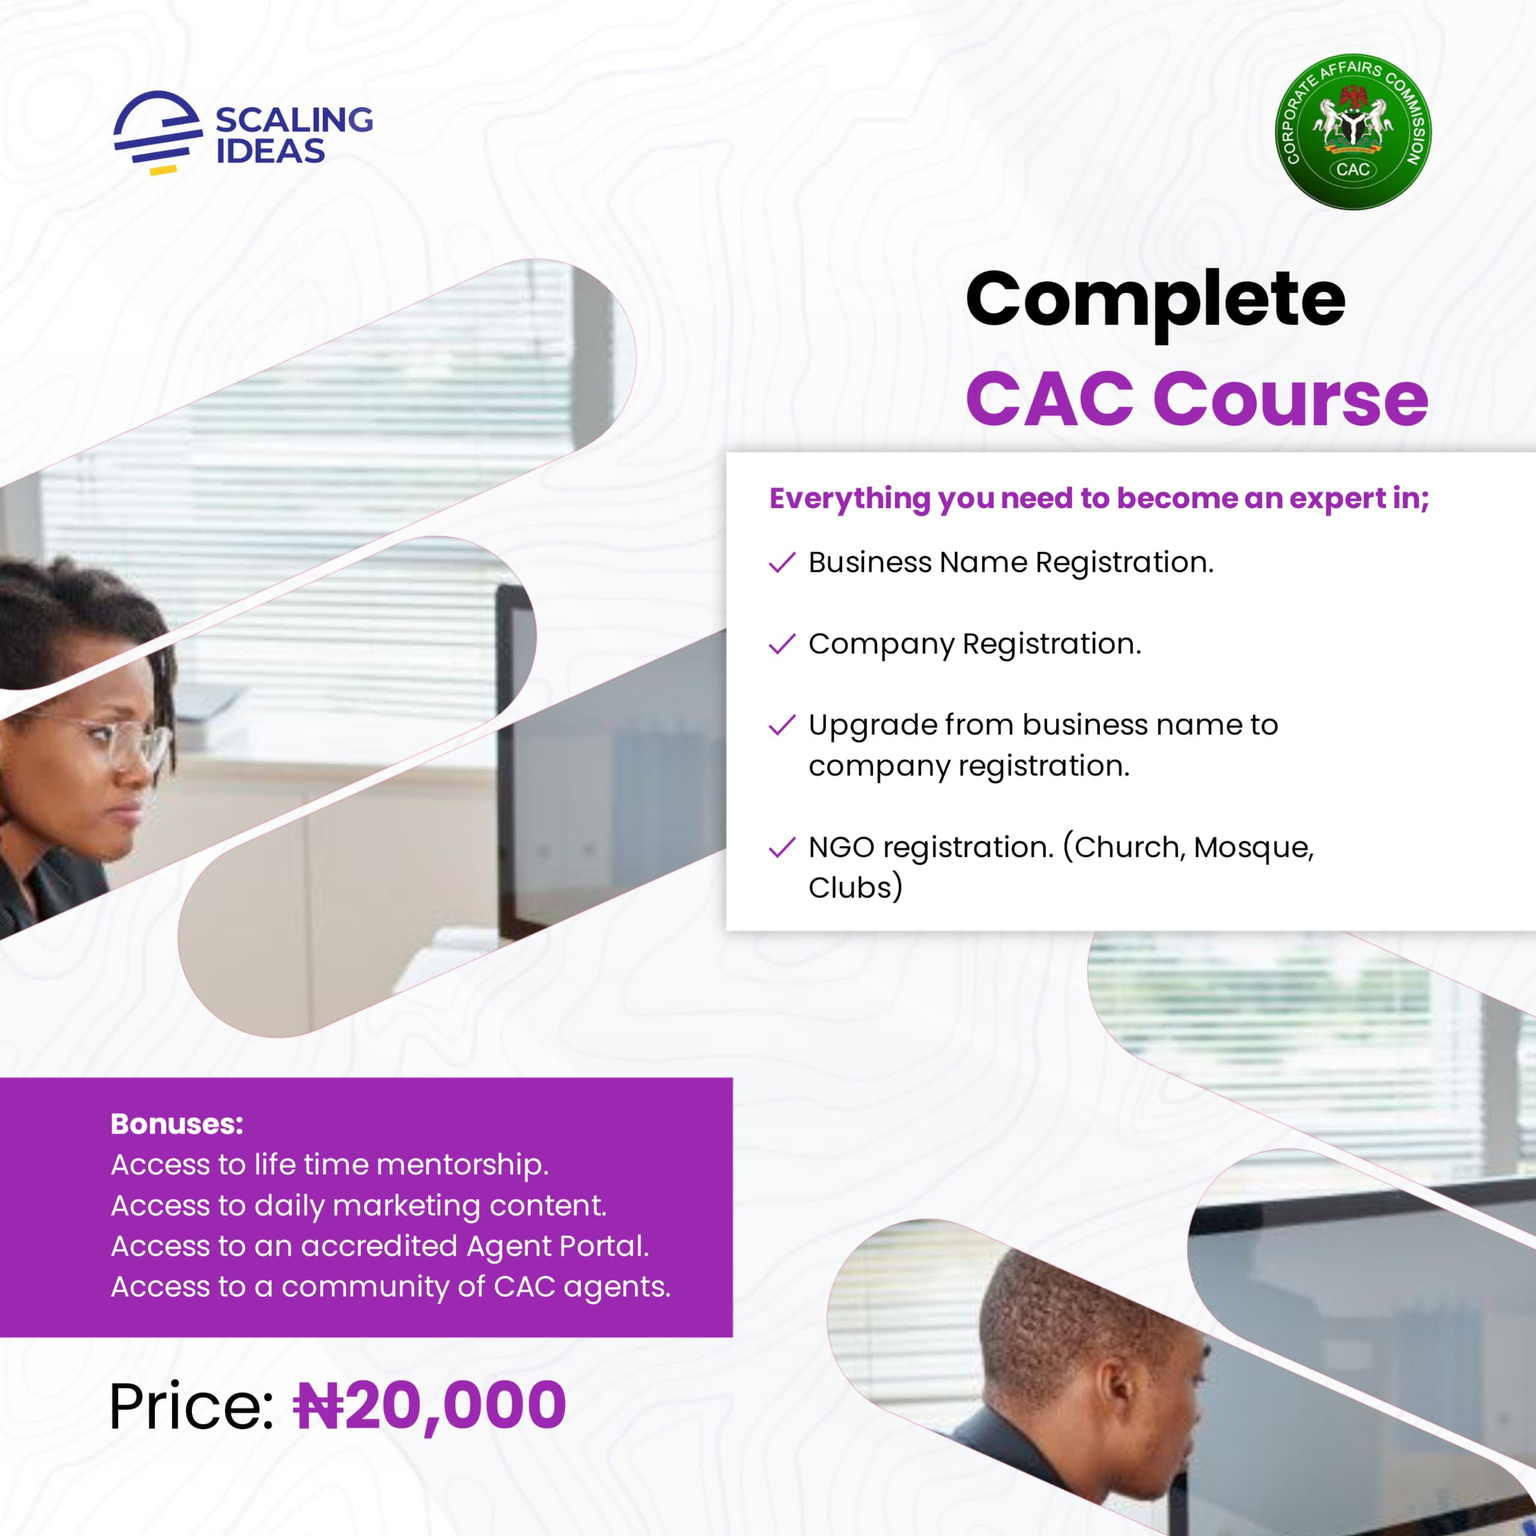 SCALING
IDEAS
CORPORATE AFFAIRS COMMISSION
CAC
Complete
CAC Course
Everything you need to become an expert in;
Business Name Registration.
Company Registration.
Upgrade from business name to
company registration.
NGO registration. (Church, Mosque,
Clubs)
Bonuses:
Access to life time mentorship.
Access to daily marketing content.
Access to an accredited Agent Portal.
Access to a community of CAC agents.
Price: ₦20,000